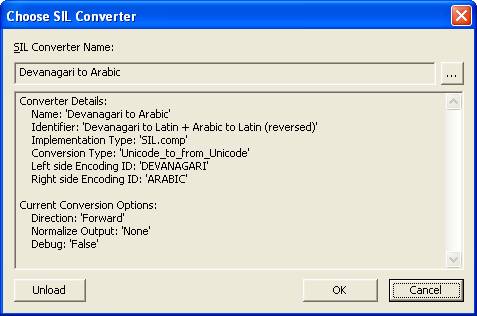 Choose SIL Converter
SIL Converter Name:
Devanagari to Arabic
...
Converter Details:
Name: 'Devanagari to Arabic'
Identifier: 'Devanagari to Latin + Arabic to Latin (reversed)'
Implementation Type: 'SIL.comp'
Conversion Type: 'Unicode_to_from_Unicode'
Left side Encoding ID: 'DEVANAGARI'
Right side Encoding ID: 'ARABIC'
Current Conversion Options:
Direction: 'Forward'
Normalize Output: 'None'
Debug: 'False'
Unload
OK
Cancel